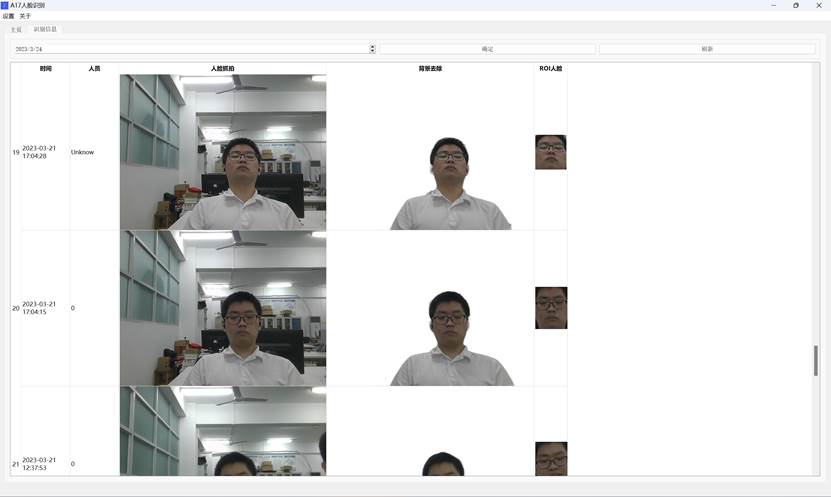 A17人脸识别
设置 关于
主页 识别信息
2023/3/24 确定 刷新
时间 人员 人脸抓拍 背景去除 ROI人脸
19 2023-03-21 17:04:28 Unknow
20 2023-03-21 17:04:15 0
21 2023-03-21 12:37:53 0